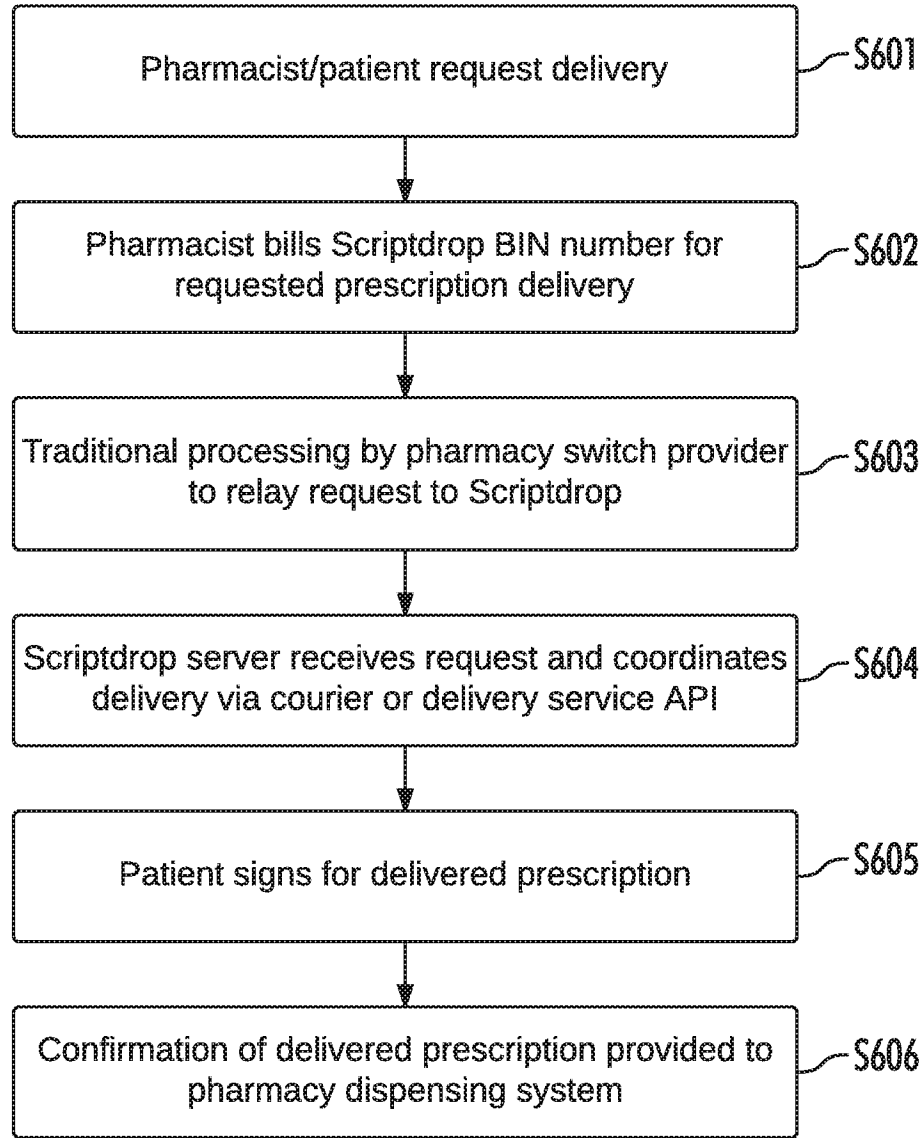 Pharmacist/patient request delivery
S601
Pharmacist bills Scriptdrop BIN number for
requested prescription delivery
S602
Traditional processing by pharmacy switch provider
to relay request to Scriptdrop
S603
Scriptdrop server receives request and coordinates
delivery via courier or delivery service API
S604
Patient signs for delivered prescription
S605
Confirmation of delivered prescription provided to
pharmacy dispensing system
S606